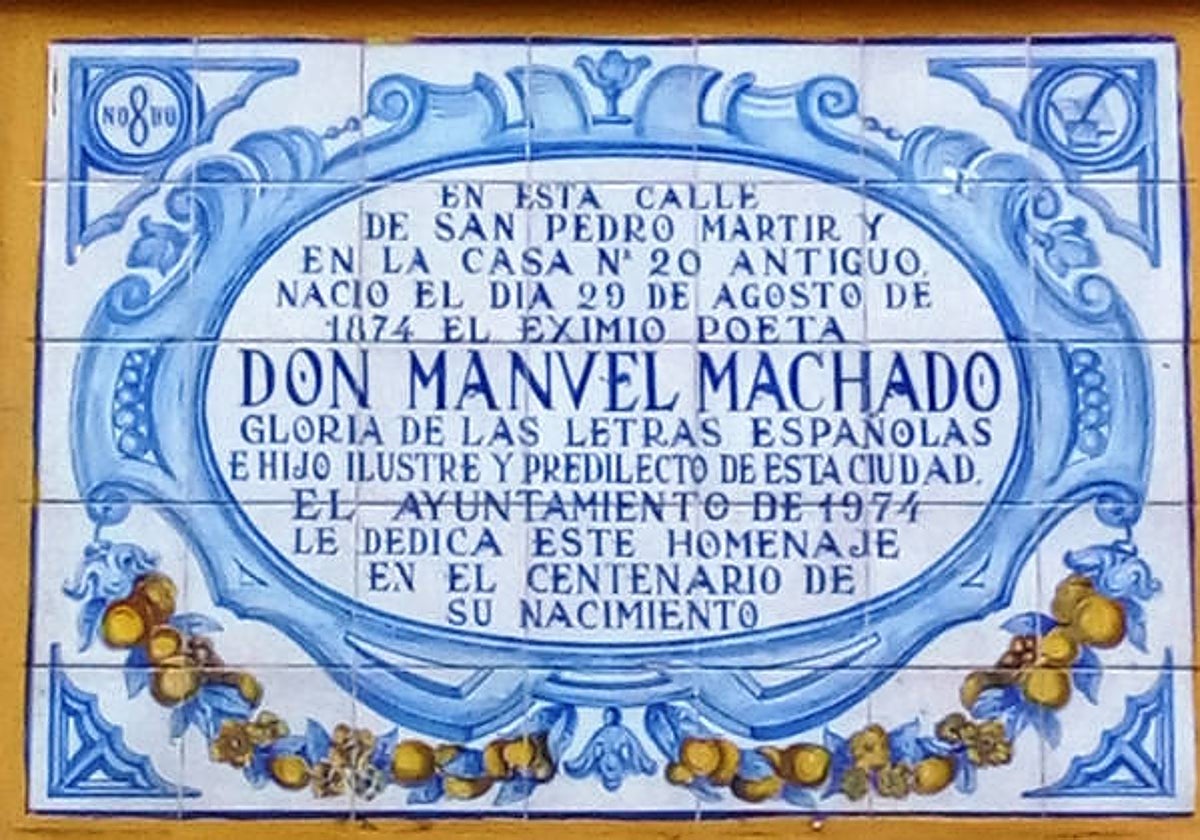 NO8DO
EN ESTA CALLE
DE SAN PEDRO MARTIR Y
EN LA CASA Nª 20 ANTIGUO,
NACIO EL DIA 29 DE AGOSTO DE
1874 EL EXIMIO POETA
DON MANVEL MACHADO
GLORIA DE LAS LETRAS ESPAÑOLAS
E HIJO ILUSTRE Y PREDILECTO DE ESTA CIUDAD.
EL AYUNTAMIENTO DE 1974
LE DEDICA ESTE HOMENAJE
EN EL CENTENARIO DE
SU NACIMIENTO